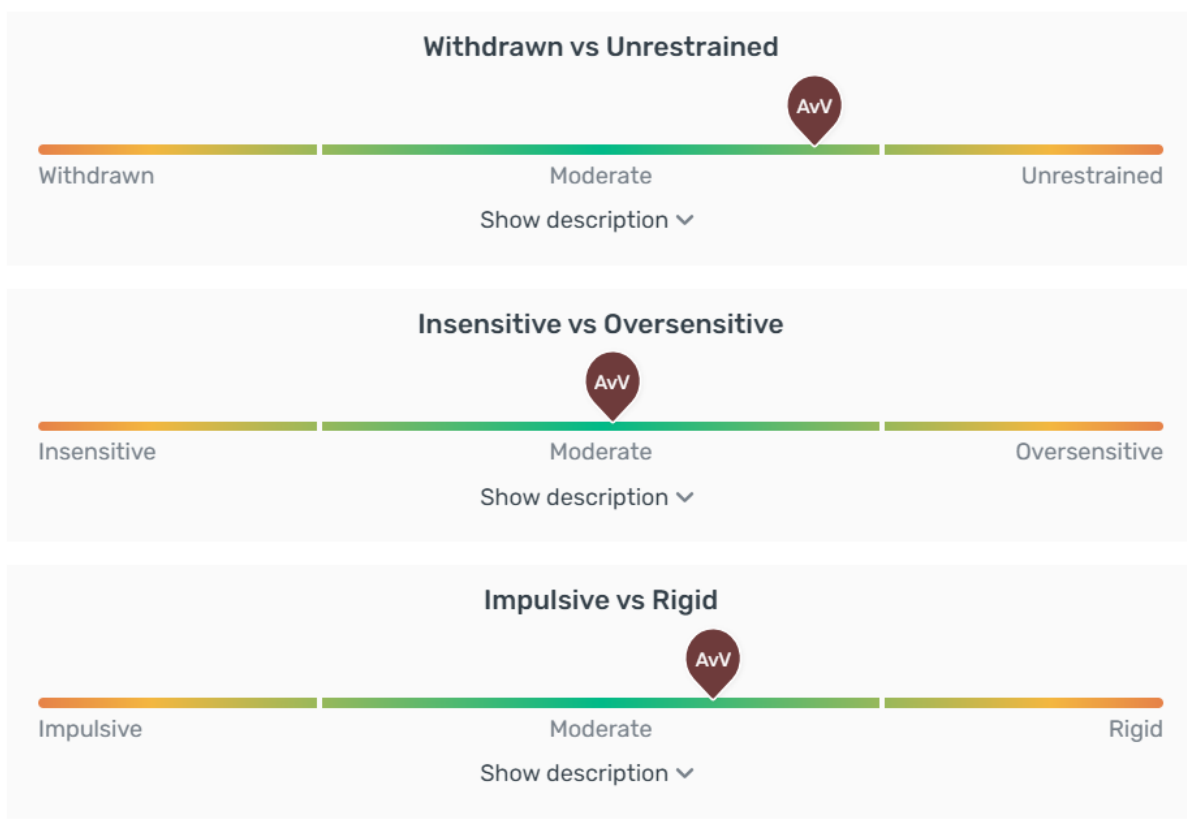 Withdrawn vs Unrestrained
AvV
Withdrawn Moderate Unrestrained
Show description
Insensitive vs Oversensitive
AvV
Insensitive Moderate Oversensitive
Show description
Impulsive vs Rigid
AvV
Impulsive Moderate Rigid
Show description